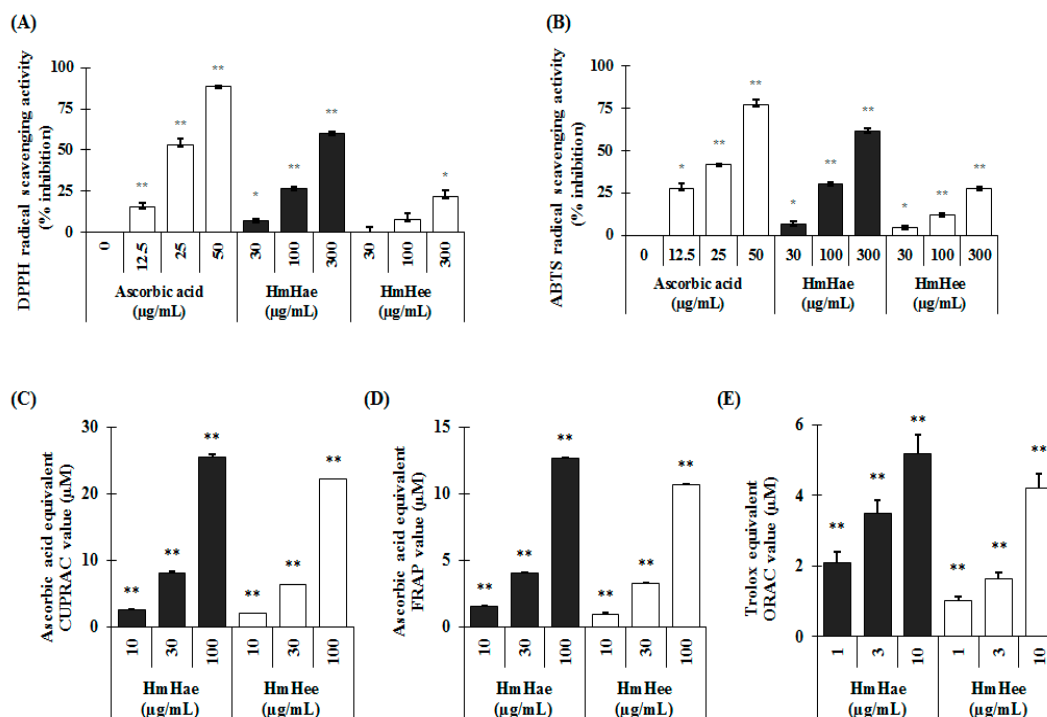 (A)
DPPH radical scavenging activity
(% inhibition)
100
75
50
25
0
** ** ** * ** ** *
0 12.5 25 50 30 100 300 30 100 300
Ascorbic acid HmHae HmHee
(µg/mL) (µg/mL) (µg/mL)
(B)
ABTS radical scavenging activity
(% inhibition)
100
75
50
25
0
* ** ** * ** ** * ** **
0 12.5 25 50 30 100 300 30 100 300
Ascorbic acid HmHae HmHee
(µg/mL) (µg/mL) (µg/mL)
(C)
Ascorbic acid equivalent
CUPRAC value (µM)
30
20
10
0
** ** ** ** ** **
10 30 100 10 30 100
HmHae HmHee
(µg/mL) (µg/mL)
(D)
Ascorbic acid equivalent
FRAP value (µM)
15
10
5
0
** ** ** ** ** **
10 30 100 10 30 100
HmHae HmHee
(µg/mL) (µg/mL)
(E)
Trolox equivalent
ORAC value (µM)
6
4
2
0
** ** ** ** ** **
1 3 10 1 3 10
HmHae HmHee
(µg/mL) (µg/mL)